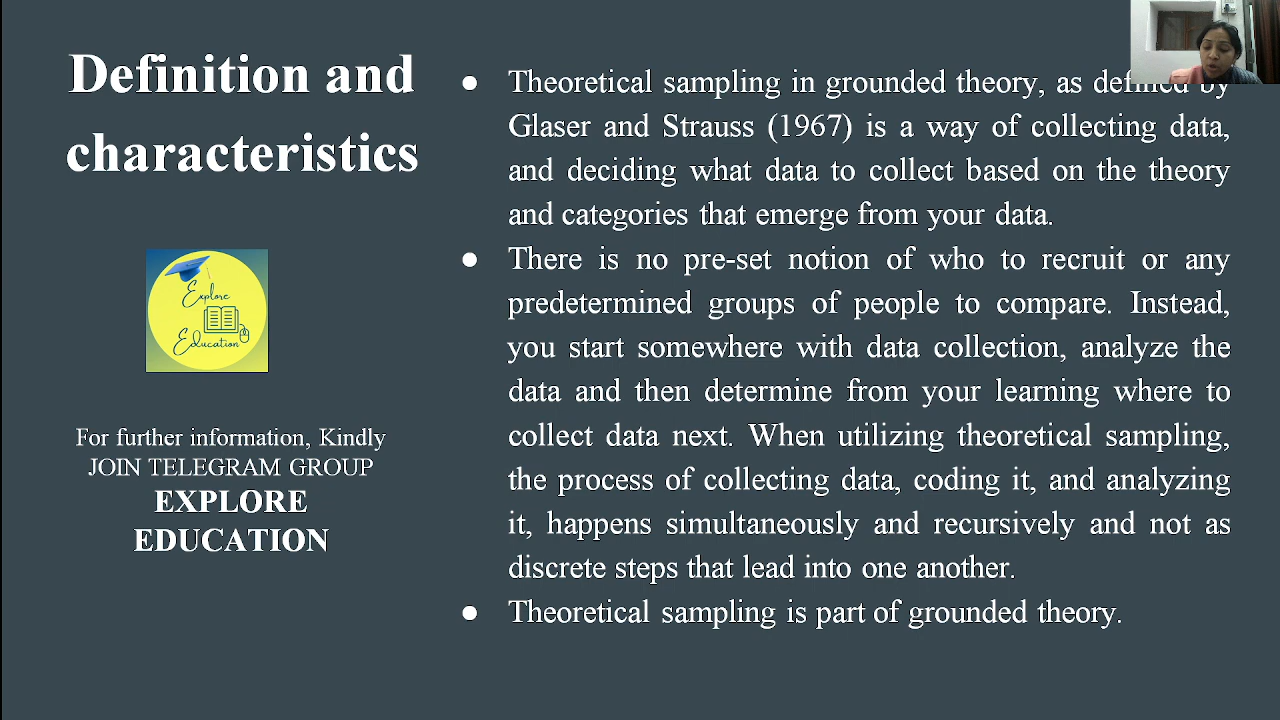 Definition and
characteristics
Explore
Education
For further information, Kindly
JOIN TELEGRAM GROUP
EXPLORE
EDUCATION
● Theoretical sampling in grounded theory, as defined by
Glaser and Strauss (1967) is a way of collecting data,
and deciding what data to collect based on the theory
and categories that emerge from your data.
● There is no pre-set notion of who to recruit or any
predetermined groups of people to compare. Instead,
you start somewhere with data collection, analyze the
data and then determine from your learning where to
collect data next. When utilizing theoretical sampling,
the process of collecting data, coding it, and analyzing
it, happens simultaneously and recursively and not as
discrete steps that lead into one another.
● Theoretical sampling is part of grounded theory.